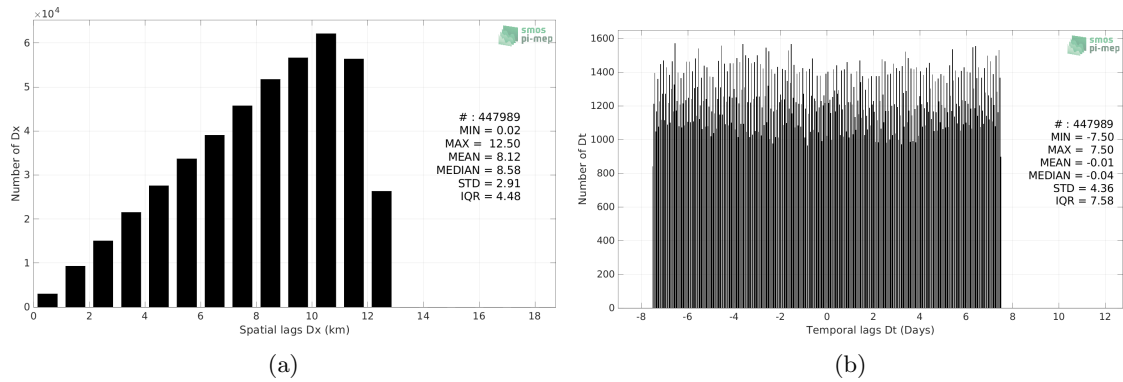 ×10⁴
6
5
4
3
2
1
0
Number of Dx
0 2 4 6 8 10 12 14 16 18
Spatial lags Dx (km)
smos
pi-mep
# : 447989
MIN = 0.02
MAX = 12.50
MEAN = 8.12
MEDIAN = 8.58
STD = 2.91
IQR = 4.48
(a)
1600
1400
1200
1000
800
600
400
200
0
Number of Dt
-8 -6 -4 -2 0 2 4 6 8 10 12
Temporal lags Dt (Days)
smos
pi-mep
# : 447989
MIN = -7.50
MAX = 7.50
MEAN = -0.01
MEDIAN = -0.04
STD = 4.36
IQR = 7.58
(b)